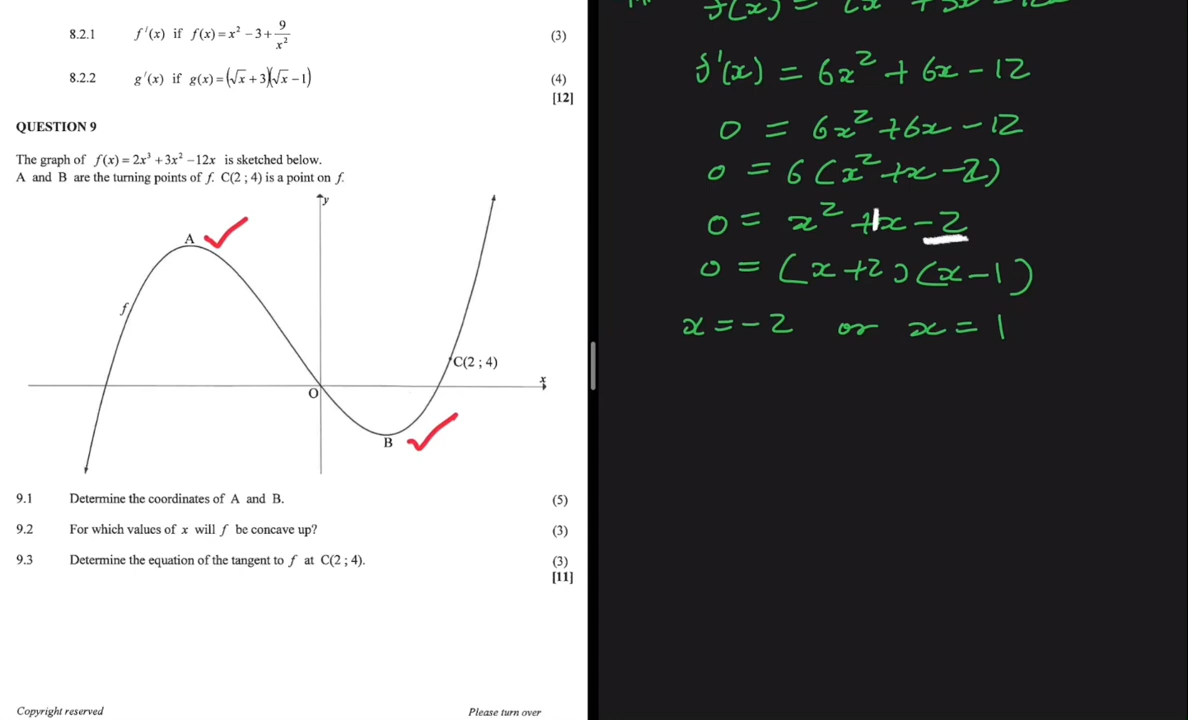 8.2.1 f ′(x) if f(x) = x² − 3 + 9/x² (3)
8.2.2 g ′(x) if g(x) = (√x + 3)(√x − 1) (4)
[12]
QUESTION 9
The graph of f(x) = 2x³ + 3x² − 12x is sketched below.
A and B are the turning points of f. C(2 ; 4) is a point on f.
y
A
f
C(2 ; 4)
x
O
B
9.1 Determine the coordinates of A and B. (5)
9.2 For which values of x will f be concave up? (3)
9.3 Determine the equation of the tangent to f at C(2 ; 4). (3)
[11]
Copyright reserved Please turn over
f'(x) = 6x² + 6x − 12
0 = 6x² + 6x − 12
0 = 6(x² + x − 2)
0 = x² + 1x − 2
0 = (x + 2)(x − 1)
x = −2 or x = 1